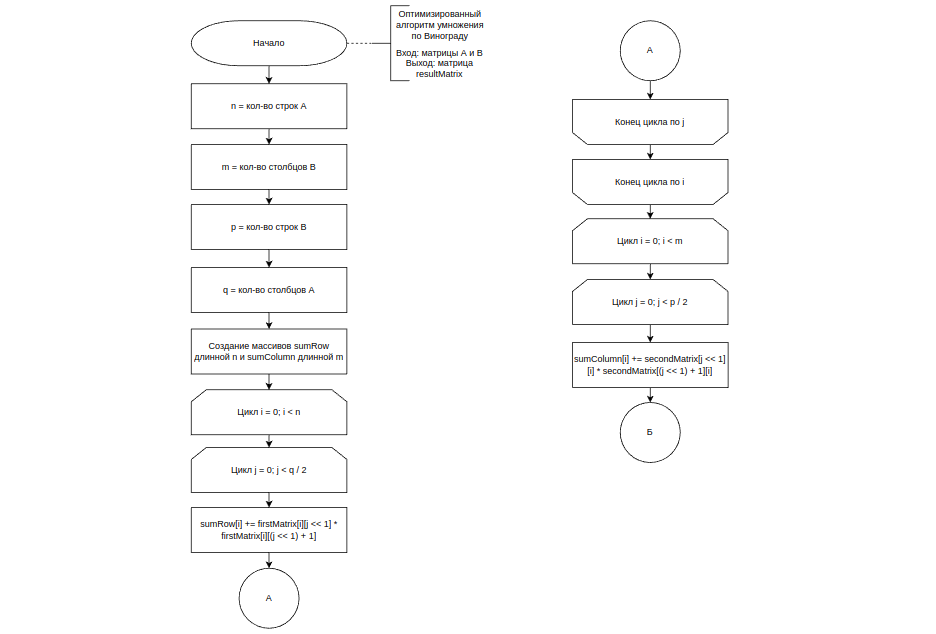 Начало
Оптимизированный
алгоритм умножения
по Винограду
Вход: матрицы А и В
Выход: матрица
resultMatrix
n = кол-во строк А
m = кол-во столбцов В
p = кол-во строк В
q = кол-во столбцов А
Создание массивов sumRow
длинной n и sumColumn длинной m
Цикл i = 0; i < n
Цикл j = 0; j < q / 2
sumRow[i] += firstMatrix[i][j << 1] *
firstMatrix[i][(j << 1) + 1]
А
А
Конец цикла по j
Конец цикла по i
Цикл i = 0; i < m
Цикл j = 0; j < p / 2
sumColumn[i] += secondMatrix[j << 1]
[i] * secondMatrix[(j << 1) + 1][i]
Б